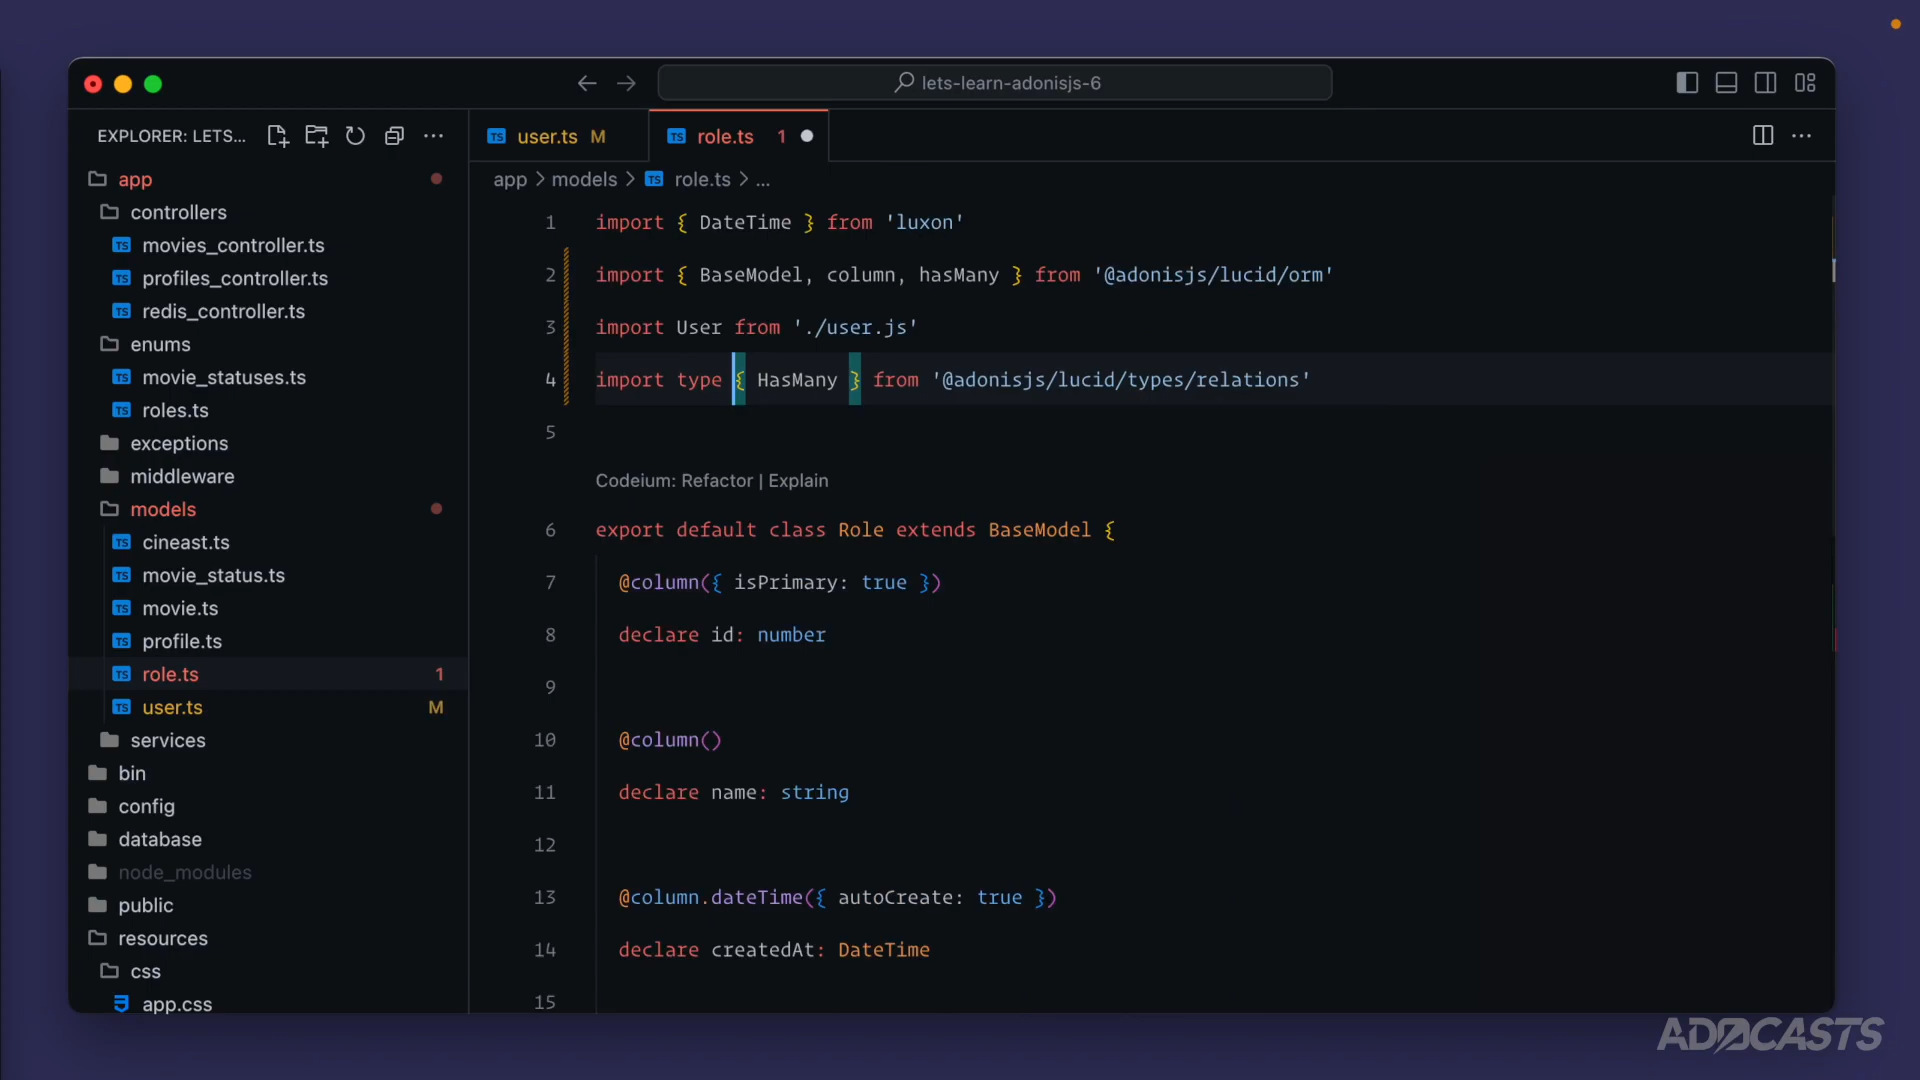 lets-learn-adonisjs-6
EXPLORER: LETS...
app
controllers
movies_controller.ts
profiles_controller.ts
redis_controller.ts
enums
movie_statuses.ts
roles.ts
exceptions
middleware
models
cineast.ts
movie_status.ts
movie.ts
profile.ts
role.ts 1
user.ts M
services
bin
config
database
node_modules
public
resources
css
app.css
TS user.ts M
TS role.ts 1
app > models > TS role.ts > ...
1 import { DateTime } from 'luxon'
2 import { BaseModel, column, hasMany } from '@adonisjs/lucid/orm'
3 import User from './user.js'
4 import type { HasMany } from '@adonisjs/lucid/types/relations'
5
Codeium: Refactor | Explain
6 export default class Role extends BaseModel {
7 @column({ isPrimary: true })
8 declare id: number
9
10 @column()
11 declare name: string
12
13 @column.dateTime({ autoCreate: true })
14 declare createdAt: DateTime
15
ADOCASTS